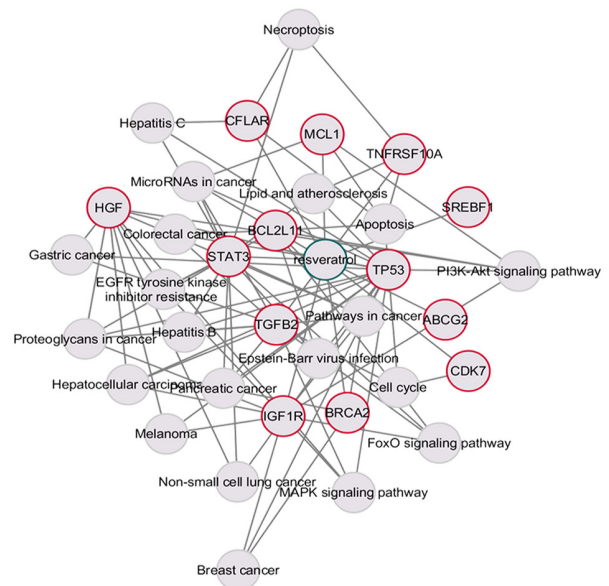 Necroptosis
Hepatitis C
CFLAR
MCL1
TNFRSF10A
MicroRNAs in cancer
Lipid and atherosclerosis
HGF
SREBF1
Colorectal cancer
BCL2L11
Apoptosis
Gastric cancer
STAT3
resveratrol
TP53
PI3K-Akt signaling pathway
EGFR tyrosine kinase
inhibitor resistance
Proteoglycans in cancer
Hepatitis B
TGFB2
Pathways in cancer
ABCG2
Epstein-Barr virus infection
Hepatocellular carcinoma
Pancreatic cancer
Cell cycle
CDK7
Melanoma
IGF1R
BRCA2
FoxO signaling pathway
Non-small cell lung cancer
MAPK signaling pathway
Breast cancer